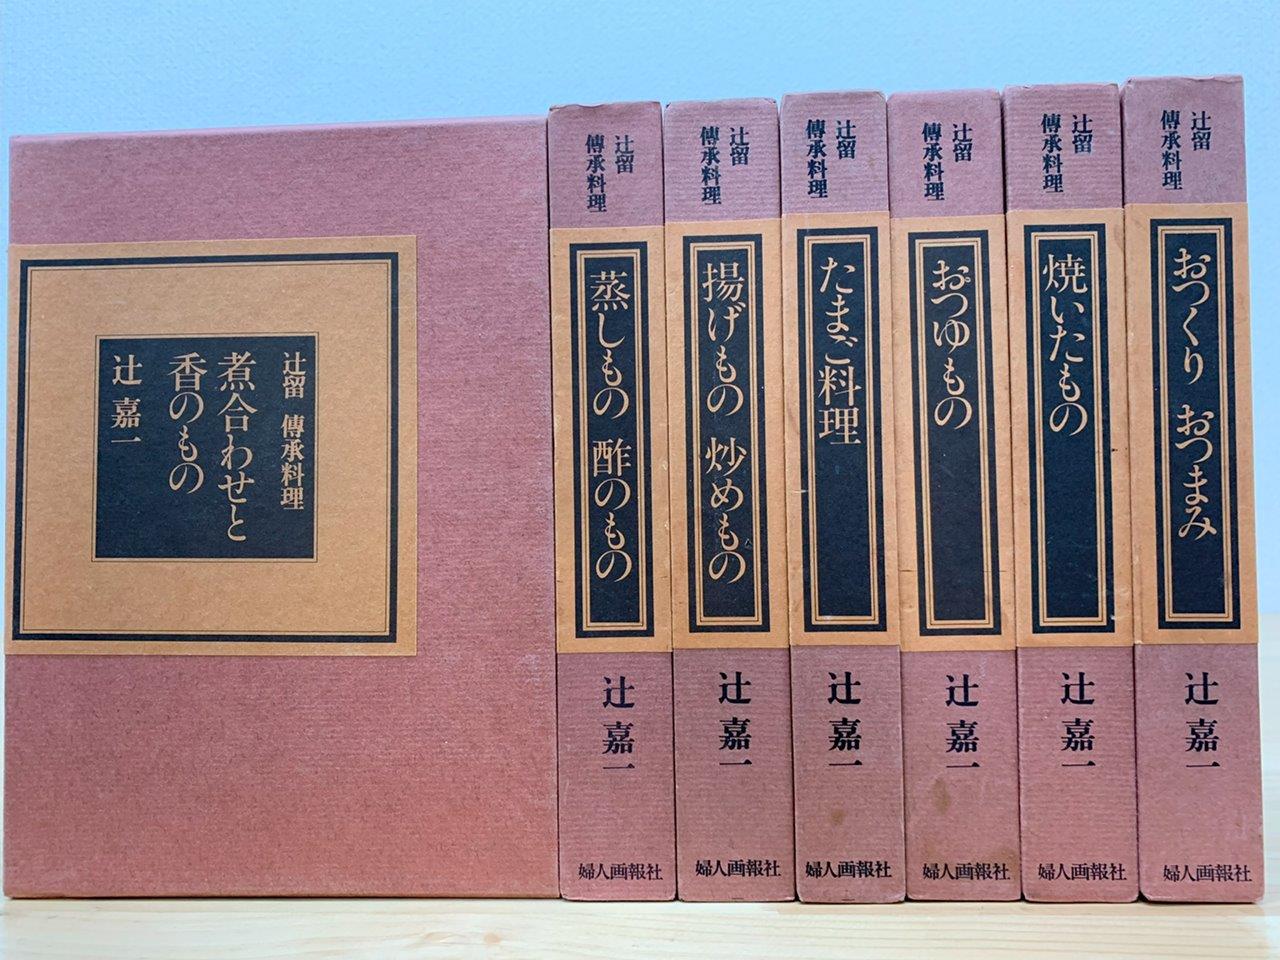 辻留 傳承料理
煮合わせと
香のもの
辻 嘉一
辻留
傳承料理
蒸しもの 酢のもの
辻 嘉一
婦人画報社
辻留
傳承料理
揚げもの 炒めもの
辻 嘉一
婦人画報社
辻留
傳承料理
たまご料理
辻 嘉一
婦人画報社
辻留
傳承料理
おつゆもの
辻 嘉一
婦人画報社
辻留
傳承料理
焼いたもの
辻 嘉一
婦人画報社
辻留
傳承料理
おつくり おつまみ
辻 嘉一
婦人画報社